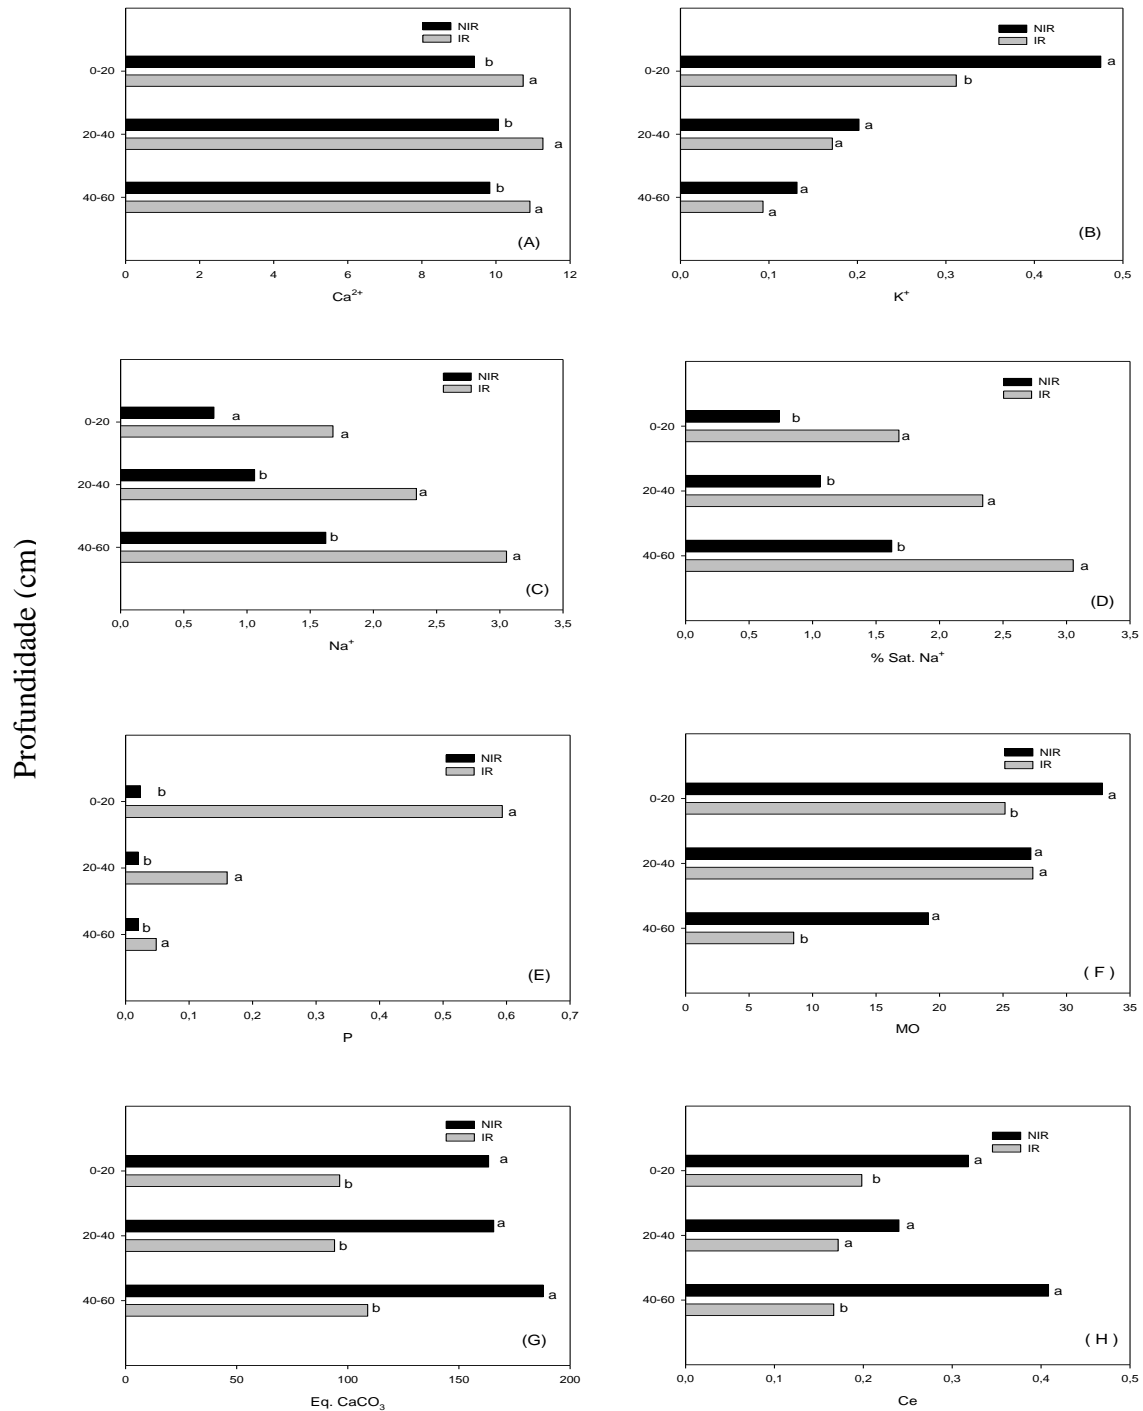 Profundidade (cm)
NIR
IR
0-20
b
a
20-40
b
a
40-60
b
a
(A)
0 2 4 6 8 10 12
Ca²⁺
NIR
IR
a
b
a
a
a
a
(B)
0,0 0,1 0,2 0,3 0,4 0,5
K⁺
NIR
IR
0-20
a
a
20-40
b
a
40-60
b
a
(C)
0,0 0,5 1,0 1,5 2,0 2,5 3,0 3,5
Na⁺
NIR
IR
0-20
b
a
20-40
b
a
40-60
b
a
(D)
0,0 0,5 1,0 1,5 2,0 2,5 3,0 3,5
% Sat. Na⁺
NIR
IR
0-20
b
a
20-40
b
a
40-60
b
a
(E)
0,0 0,1 0,2 0,3 0,4 0,5 0,6 0,7
P
NIR
IR
0-20
a
b
20-40
a
a
40-60
a
b
( F )
0 5 10 15 20 25 30 35
MO
NIR
IR
0-20
a
b
20-40
a
b
40-60
a
b
(G)
0 50 100 150 200
Eq. CaCO₃
NIR
IR
0-20
a
b
20-40
a
a
40-60
a
b
( H )
0,0 0,1 0,2 0,3 0,4 0,5
Ce